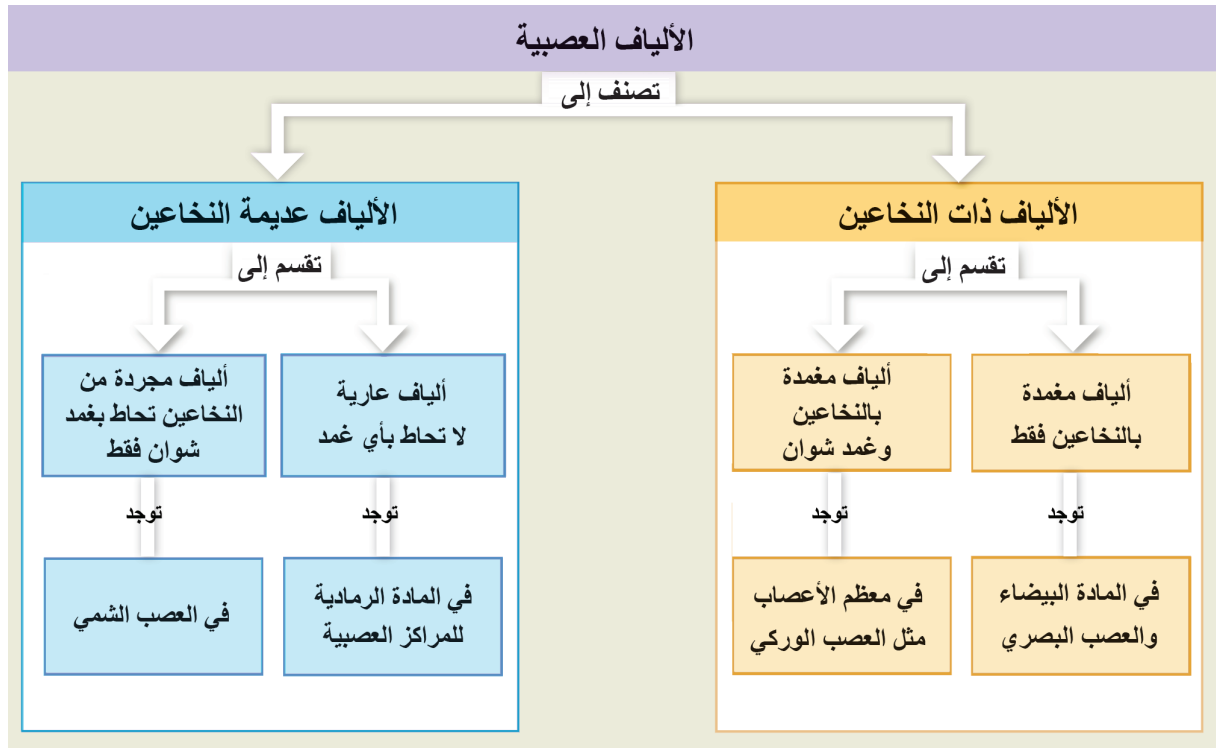 الألياف العصبية
تصنف إلى
الألياف ذات النخاعين
تقسم إلى
ألياف مغمدة
بالنخاعين فقط
توجد
في المادة البيضاء
والعصب البصري
ألياف مغمدة
بالنخاعين
وغمد شوان
توجد
في معظم الأعصاب
مثل العصب الوركي
الألياف عديمة النخاعين
تقسم إلى
ألياف عارية
لا تحاط بأي غمد
توجد
في المادة الرمادية
للمراكز العصبية
ألياف مجردة من
النخاعين تحاط بغمد
شوان فقط
توجد
في العصب الشمي